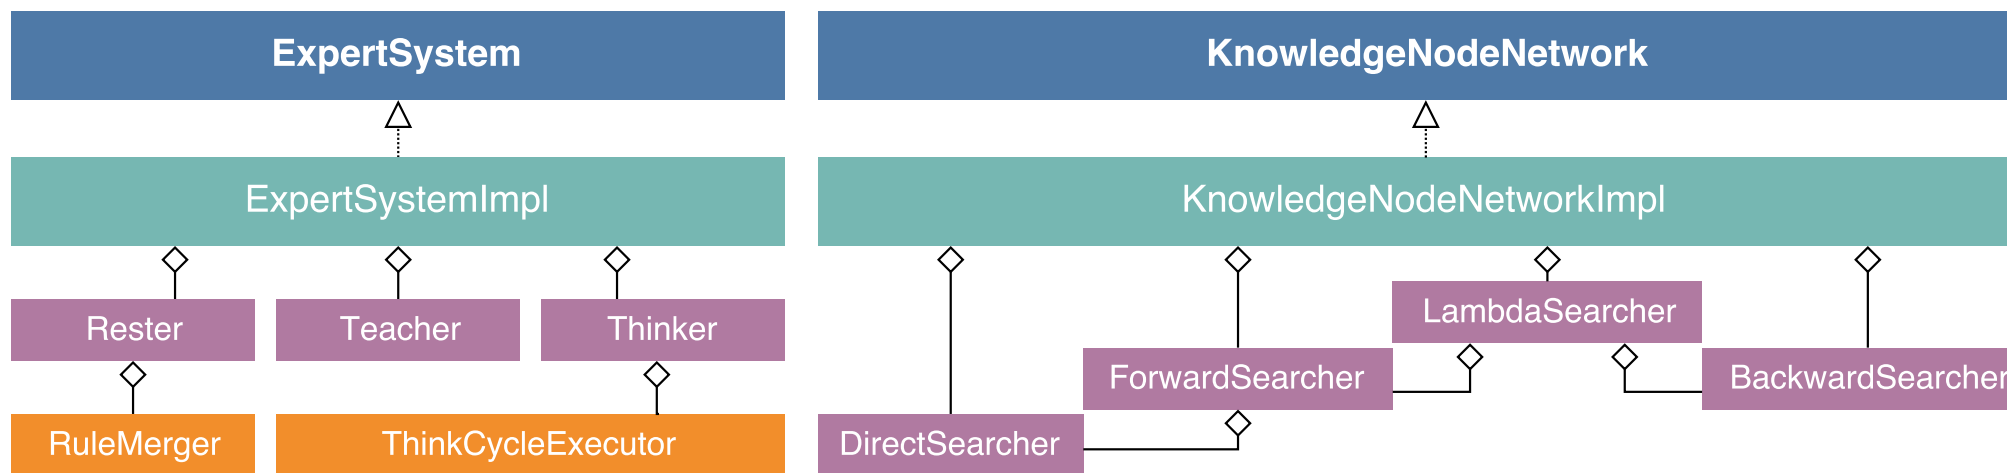 ExpertSystem
KnowledgeNodeNetwork
ExpertSystemImpl
KnowledgeNodeNetworkImpl
Rester
Teacher
Thinker
LambdaSearcher
ForwardSearcher
BackwardSearcher
RuleMerger
ThinkCycleExecutor
DirectSearcher